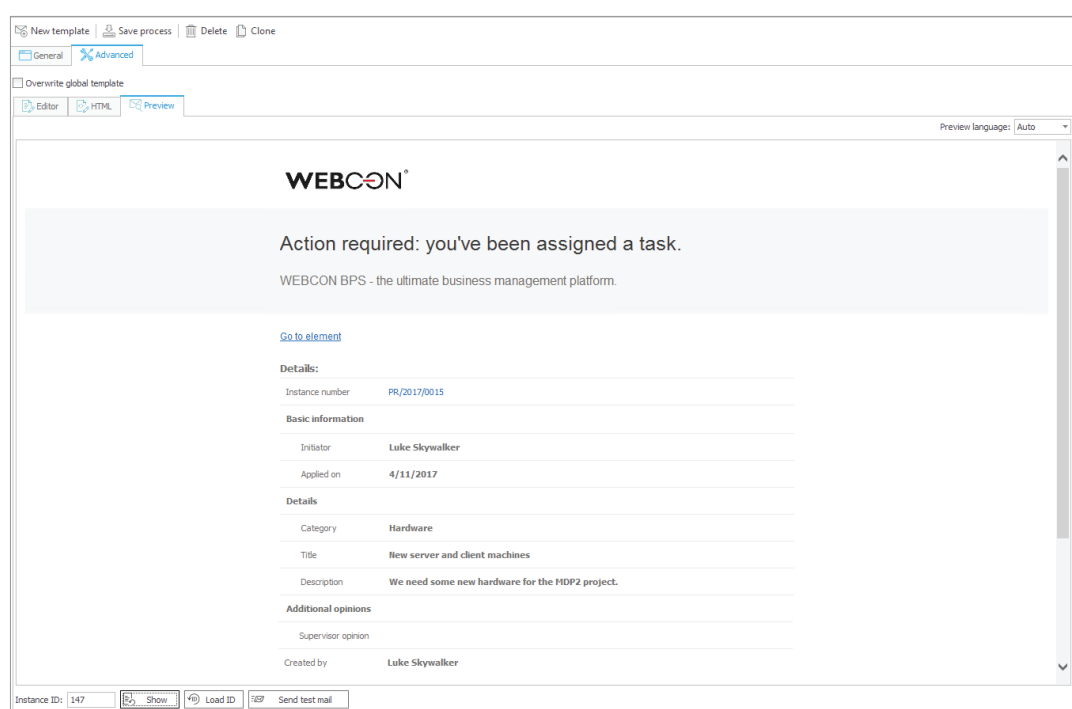 New template Save process Delete Clone
General Advanced
Overwrite global template
Editor HTML Preview
Preview language: Auto
WEBCON®
Action required: you've been assigned a task.
WEBCON BPS - the ultimate business management platform.
Go to element
Details:
Instance number PR/2017/0015
Basic information
Initiator Luke Skywalker
Applied on 4/11/2017
Details
Category Hardware
Title New server and client machines
Description We need some new hardware for the MDP2 project.
Additional opinions
Supervisor opinion
Created by Luke Skywalker
Instance ID: 147 Show Load ID Send test mail